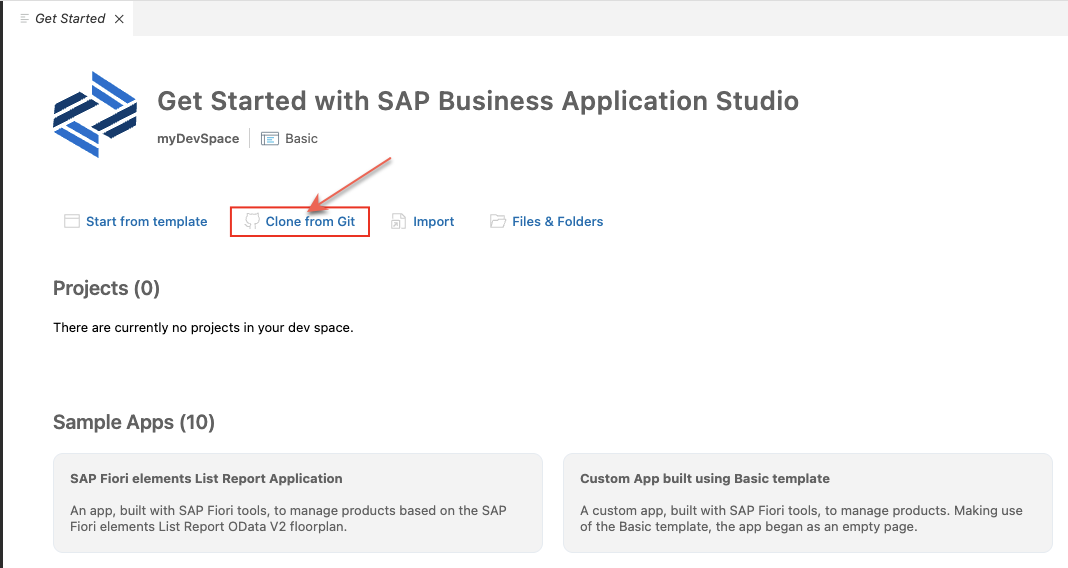 Get Started
Get Started with SAP Business Application Studio
myDevSpace Basic
Start from template Clone from Git Import Files & Folders
Projects (0)
There are currently no projects in your dev space.
Sample Apps (10)
SAP Fiori elements List Report Application
An app, built with SAP Fiori tools, to manage products based on the SAP
Fiori elements List Report OData V2 floorplan.
Custom App built using Basic template
A custom app, built with SAP Fiori tools, to manage products. Making use
of the Basic template, the app began as an empty page.